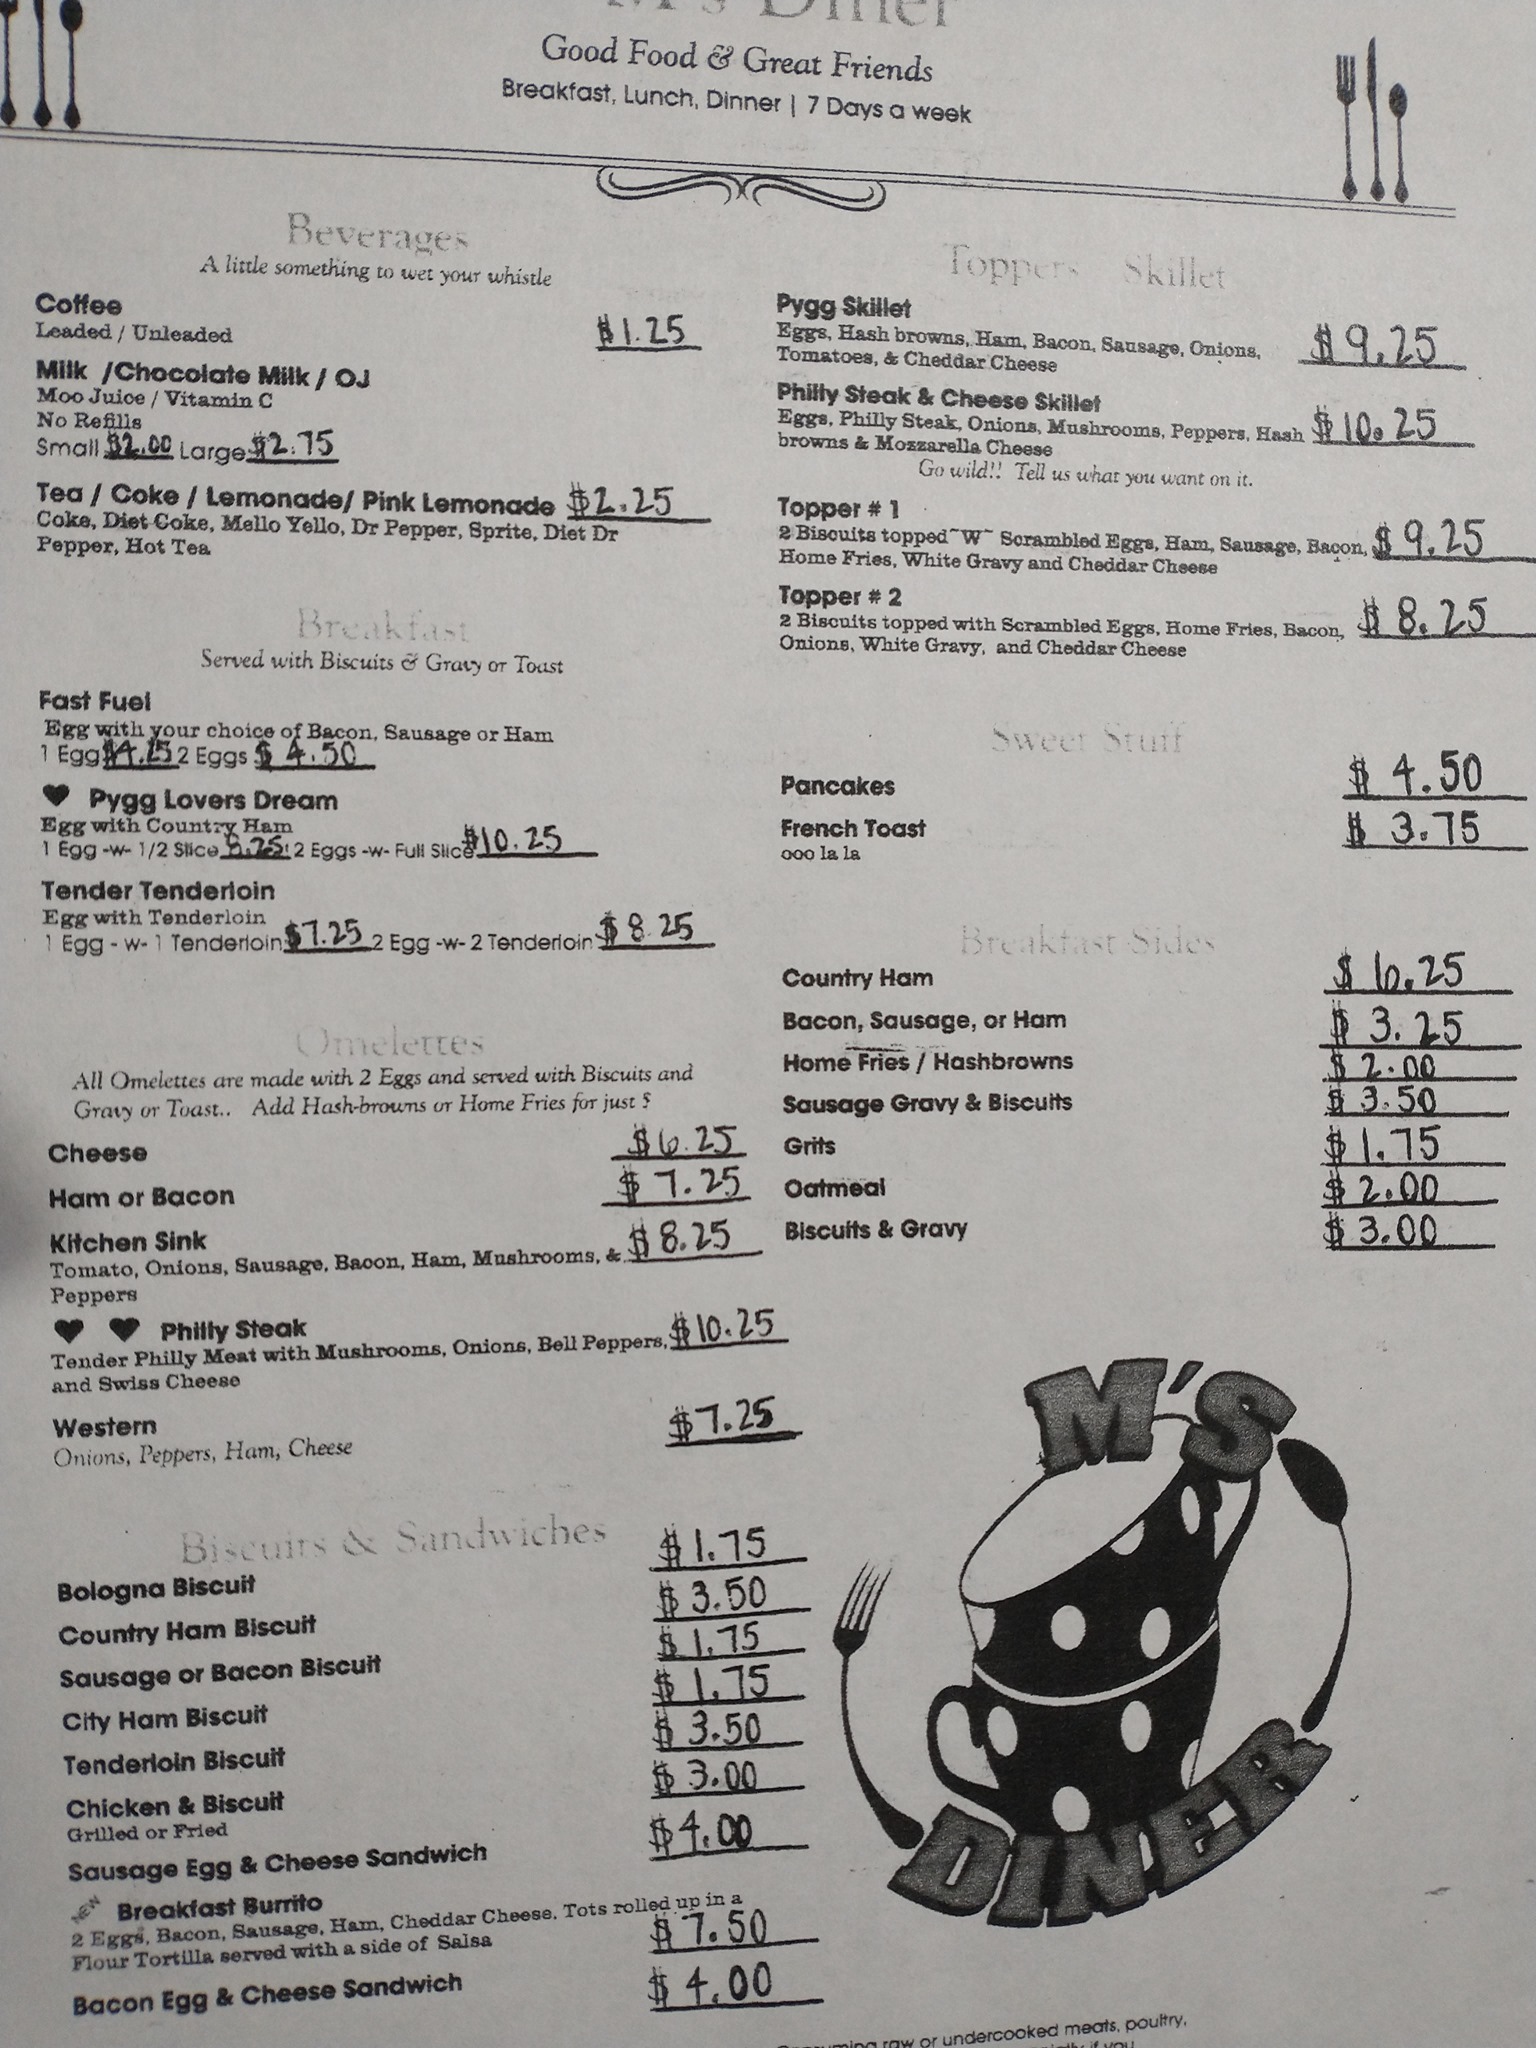 Good Food & Great Friends
Breakfast, Lunch, Dinner | 7 Days a week
Beverages
A little something to wet your whistle
Coffee
Leaded / Unleaded $1.25
Milk /Chocolate Milk / OJ
Moo Juice / Vitamin C
No Refills
Small $2.00 Large $2.75
Tea / Coke / Lemonade/ Pink Lemonade $2.25
Coke, Diet Coke, Mello Yello, Dr Pepper, Sprite, Diet Dr
Pepper, Hot Tea
Breakfast
Served with Biscuits & Gravy or Toast
Fast Fuel
Egg with your choice of Bacon, Sausage or Ham
1 Egg $4.25 2 Eggs $ 4.50
Pygg Lovers Dream
Egg with Country Ham
1 Egg -w- 1/2 Slice 2 Eggs -w- Full Slice $10.25
Tender Tenderloin
Egg with Tenderloin
1 Egg - w- 1 Tenderloin $7.25 2 Egg -w- 2 Tenderloin $8.25
Omelettes
All Omelettes are made with 2 Eggs and served with Biscuits and
Gravy or Toast.. Add Hash-browns or Home Fries for just
Cheese $6.25
Ham or Bacon $7.25
Kitchen Sink $8.25
Tomato, Onions, Sausage, Bacon, Ham, Mushrooms, &
Peppers
Philly Steak $10.25
Tender Philly Meat with Mushrooms, Onions, Bell Peppers,
and Swiss Cheese
Western $7.25
Onions, Peppers, Ham, Cheese
Biscuits & Sandwiches
Bologna Biscuit $1.75
Country Ham Biscuit $3.50
Sausage or Bacon Biscuit $1.75
City Ham Biscuit $1.75
Tenderloin Biscuit $3.50
Chicken & Biscuit $3.00
Grilled or Fried
Sausage Egg & Cheese Sandwich $4.00
Breakfast Burrito
2 Eggs, Bacon, Sausage, Ham, Cheddar Cheese, Tots rolled up in a
Flour Tortilla served with a side of Salsa $7.50
Bacon Egg & Cheese Sandwich $4.00
Toppers Skillet
Pygg Skillet
Eggs, Hash browns, Ham, Bacon, Sausage, Onions, $9.25
Tomatoes, & Cheddar Cheese
Philly Steak & Cheese Skillet
Eggs, Philly Steak, Onions, Mushrooms, Peppers, Hash $10.25
browns & Mozzarella Cheese
Go wild!! Tell us what you want on it.
Topper # 1
2 Biscuits topped~W~ Scrambled Eggs, Ham, Sausage, Bacon, $9.25
Home Fries, White Gravy and Cheddar Cheese
Topper # 2
2 Biscuits topped with Scrambled Eggs, Home Fries, Bacon, $8.25
Onions, White Gravy, and Cheddar Cheese
Sweet Stuff
Pancakes $4.50
French Toast $3.75
ooo la la
Breakfast Sides
Country Ham $6.25
Bacon, Sausage, or Ham $3.25
Home Fries / Hashbrowns $2.00
Sausage Gravy & Biscuits $3.50
Grits $1.75
Oatmeal $2.00
Biscuits & Gravy $3.00
M'S
DINER
raw or undercooked meats, poultry,
if you